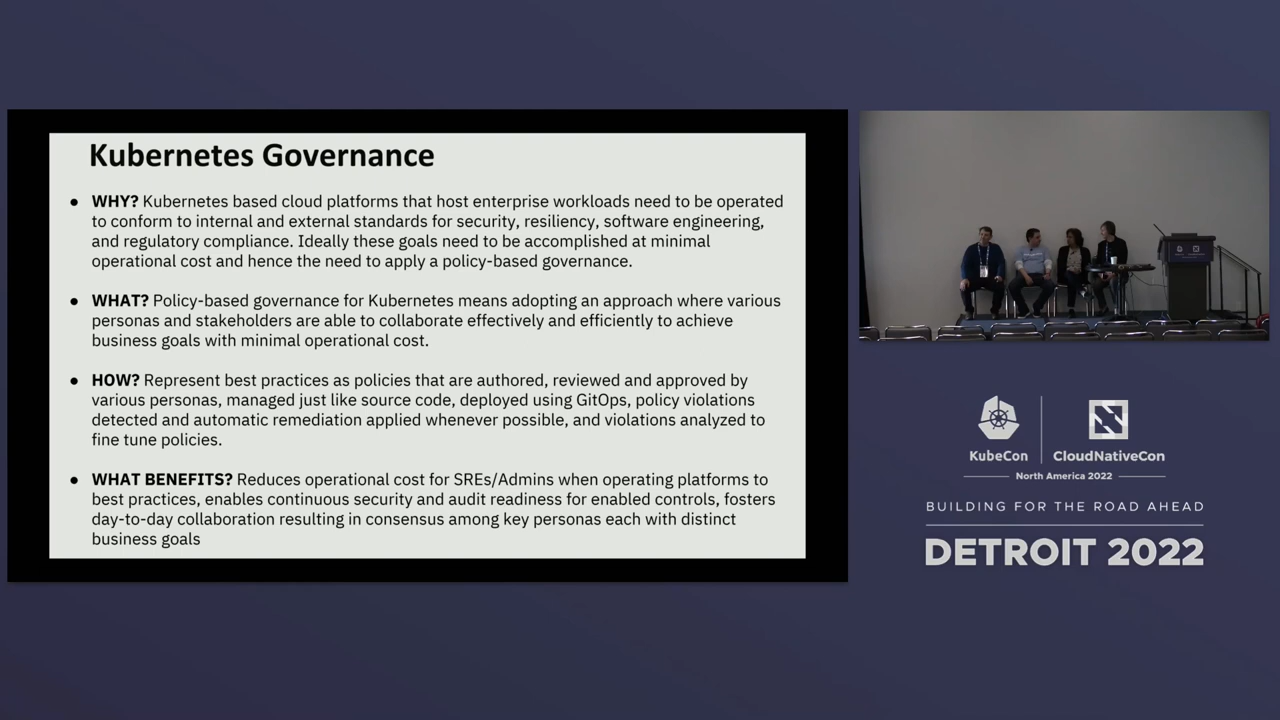 Kubernetes Governance
● WHY? Kubernetes based cloud platforms that host enterprise workloads need to be operated
to conform to internal and external standards for security, resiliency, software engineering,
and regulatory compliance. Ideally these goals need to be accomplished at minimal
operational cost and hence the need to apply a policy-based governance.
● WHAT? Policy-based governance for Kubernetes means adopting an approach where various
personas and stakeholders are able to collaborate effectively and efficiently to achieve
business goals with minimal operational cost.
● HOW? Represent best practices as policies that are authored, reviewed and approved by
various personas, managed just like source code, deployed using GitOps, policy violations
detected and automatic remediation applied whenever possible, and violations analyzed to
fine tune policies.
● WHAT BENEFITS? Reduces operational cost for SREs/Admins when operating platforms to
best practices, enables continuous security and audit readiness for enabled controls, fosters
day-to-day collaboration resulting in consensus among key personas each with distinct
business goals
KubeCon
CloudNativeCon
North America 2022
BUILDING FOR THE ROAD AHEAD
DETROIT 2022